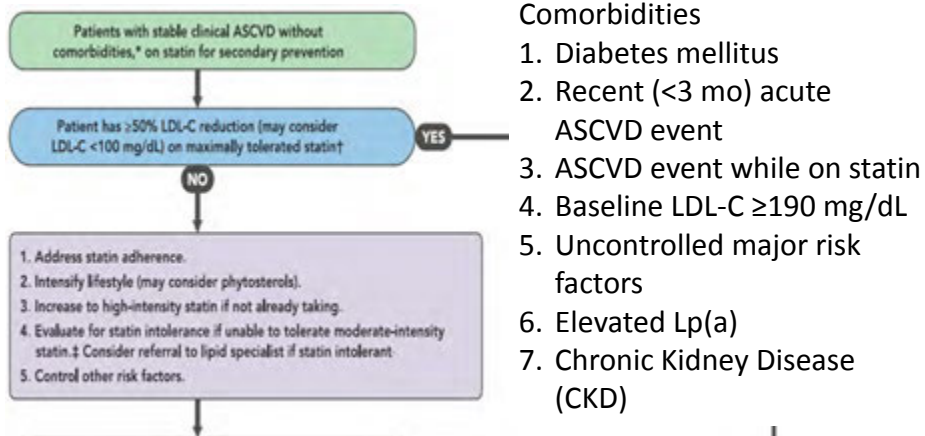 Patients with stable clinical ASCVD without
comorbidities,* on statin for secondary prevention
Patient has ≥50% LDL-C reduction (may consider
LDL-C <100 mg/dL) on maximally tolerated statin†
YES
NO
1. Address statin adherence.
2. Intensify lifestyle (may consider phytosterols).
3. Increase to high-intensity statin if not already taking.
4. Evaluate for statin intolerance if unable to tolerate moderate-intensity
statin.‡ Consider referral to lipid specialist if statin intolerant
5. Control other risk factors.
Comorbidities
1. Diabetes mellitus
2. Recent (<3 mo) acute
ASCVD event
3. ASCVD event while on statin
4. Baseline LDL-C ≥190 mg/dL
5. Uncontrolled major risk
factors
6. Elevated Lp(a)
7. Chronic Kidney Disease
(CKD)